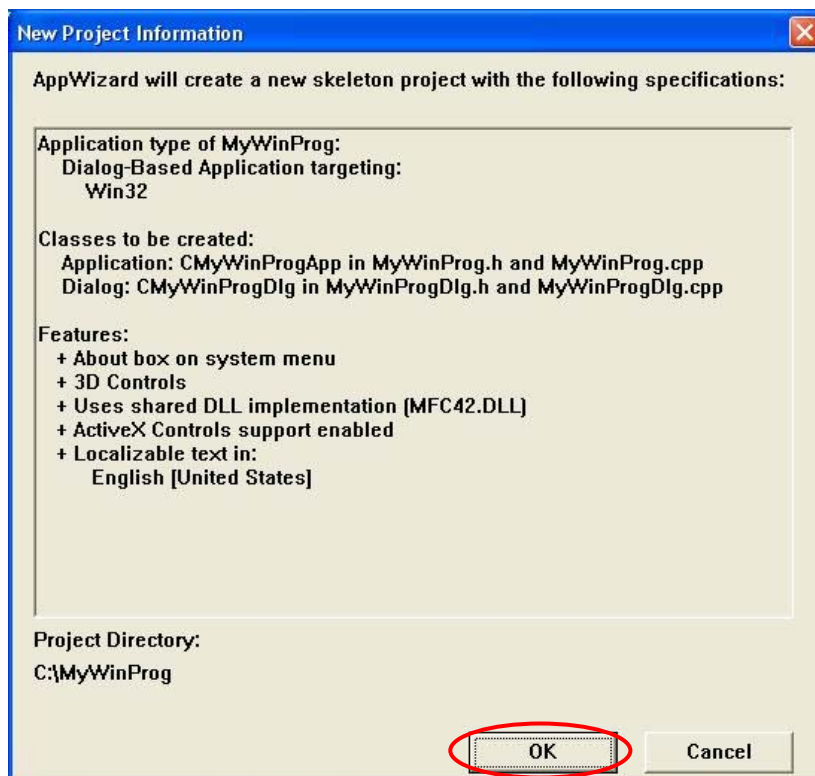 New Project Information
AppWizard will create a new skeleton project with the following specifications:
Application type of MyWinProg:
Dialog-Based Application targeting:
Win32
Classes to be created:
Application: CMyWinProgApp in MyWinProg.h and MyWinProg.cpp
Dialog: CMyWinProgDlg in MyWinProgDlg.h and MyWinProgDlg.cpp
Features:
+ About box on system menu
+ 3D Controls
+ Uses shared DLL implementation (MFC42.DLL)
+ ActiveX Controls support enabled
+ Localizable text in:
English [United States]
Project Directory:
C:\MyWinProg
OK
Cancel